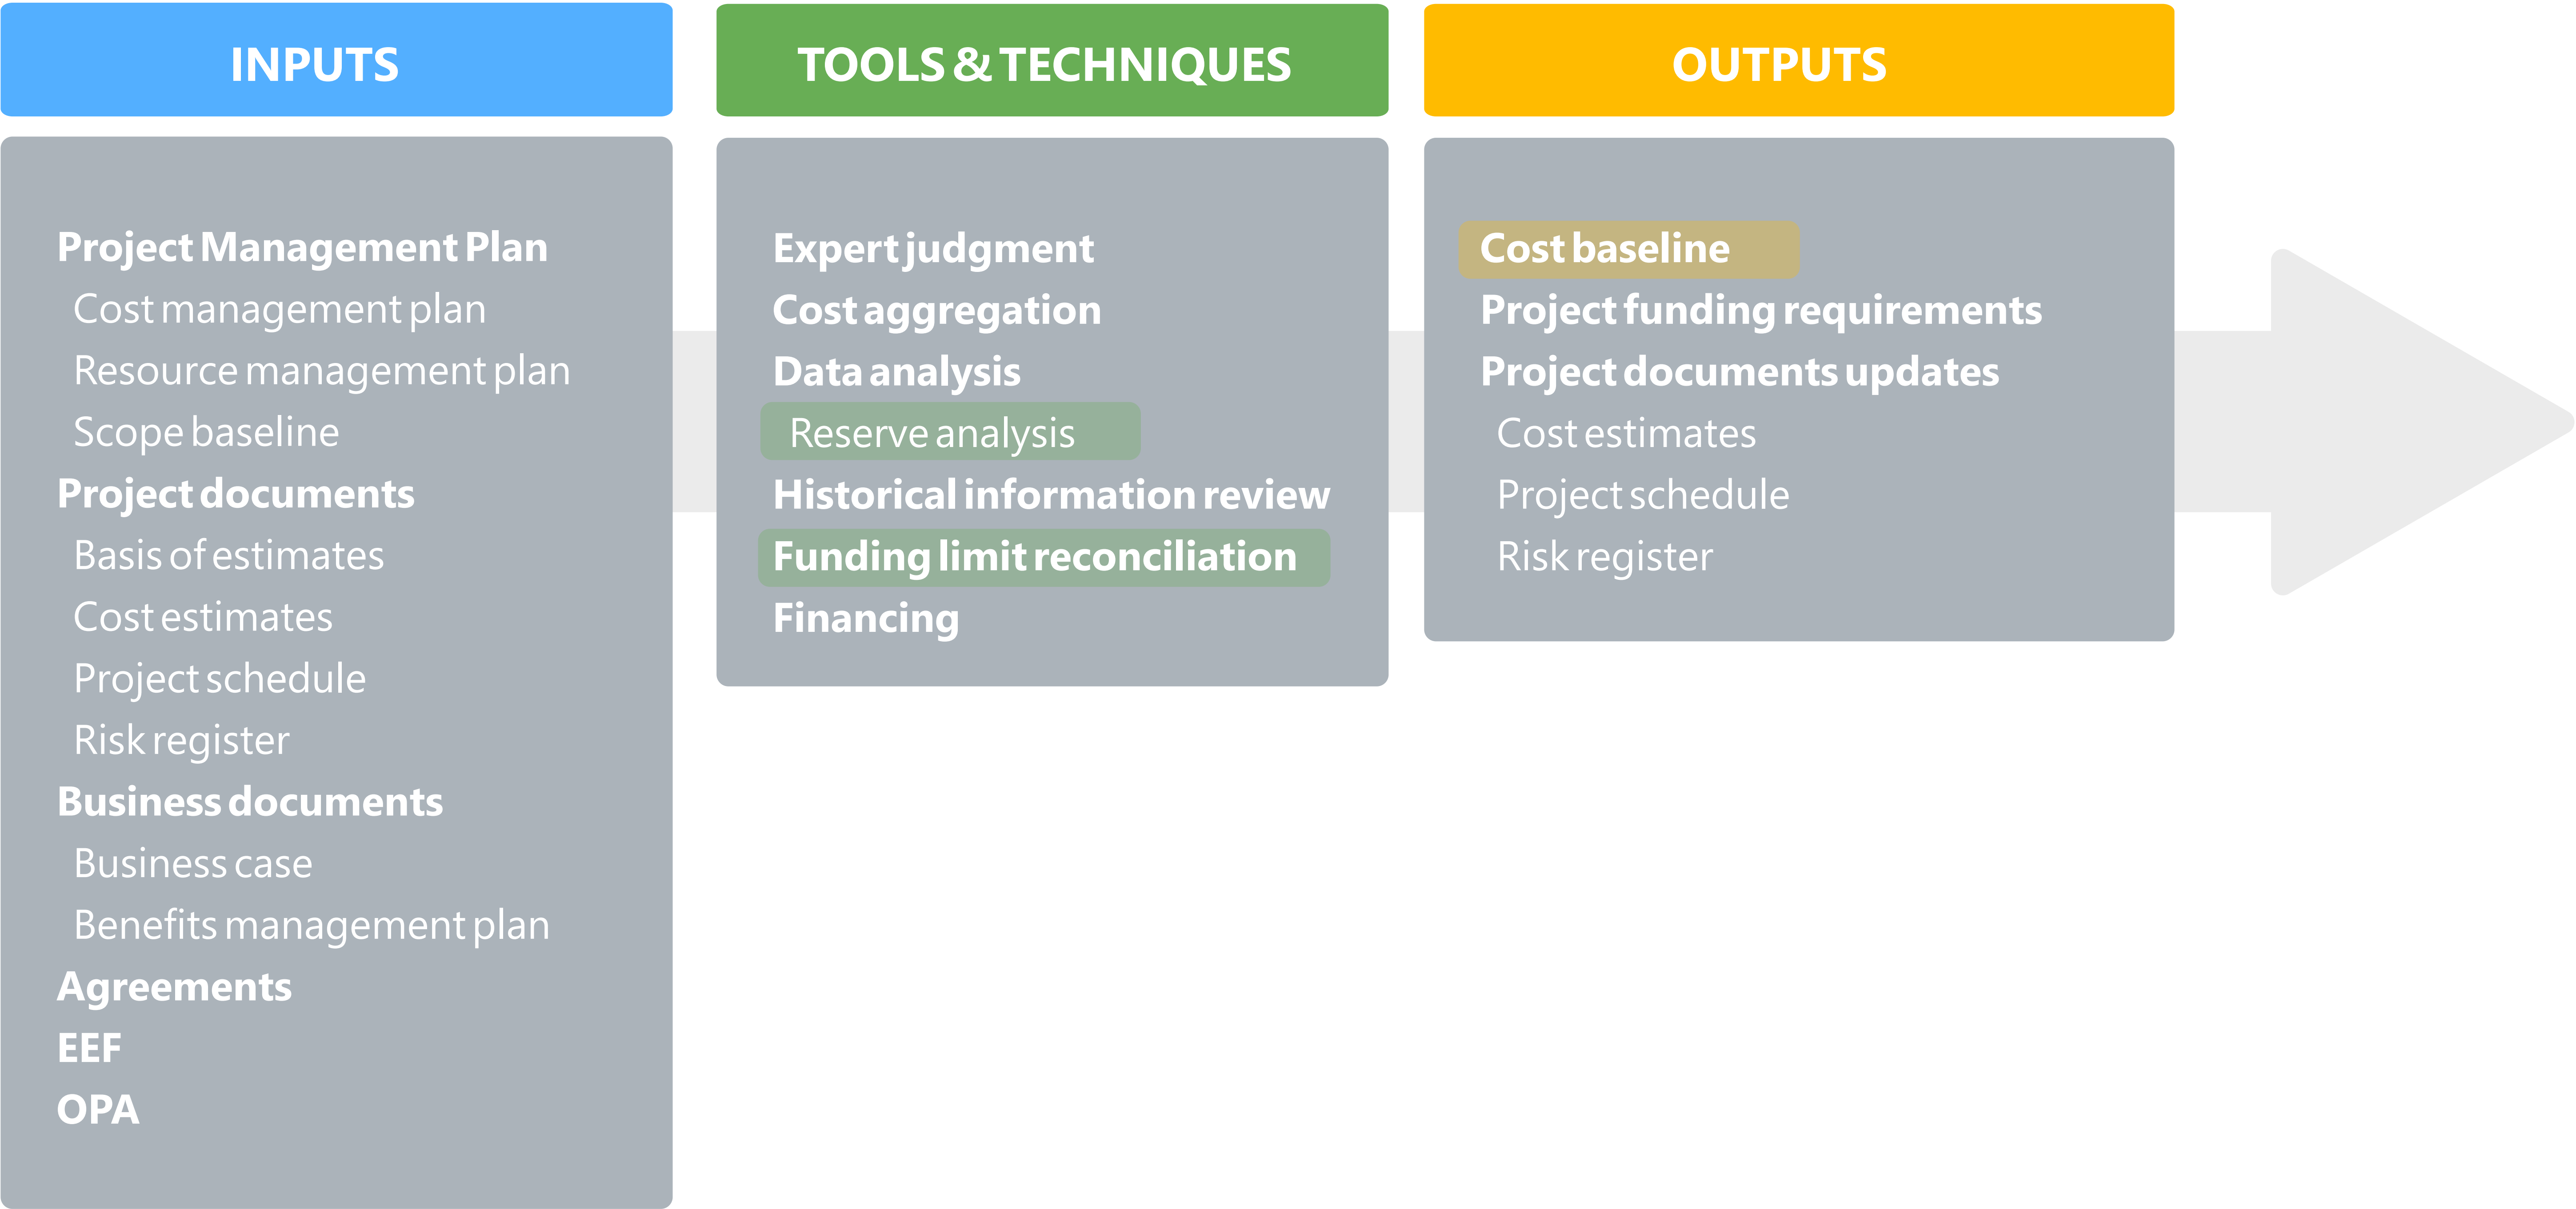 INPUTS
Project Management Plan
Cost management plan
Resource management plan
Scope baseline
Project documents
Basis of estimates
Cost estimates
Project schedule
Risk register
Business documents
Business case
Benefits management plan
Agreements
EEF
OPA
TOOLS & TECHNIQUES
Expert judgment
Cost aggregation
Data analysis
Reserve analysis
Historical information review
Funding limit reconciliation
Financing
OUTPUTS
Cost baseline
Project funding requirements
Project documents updates
Cost estimates
Project schedule
Risk register